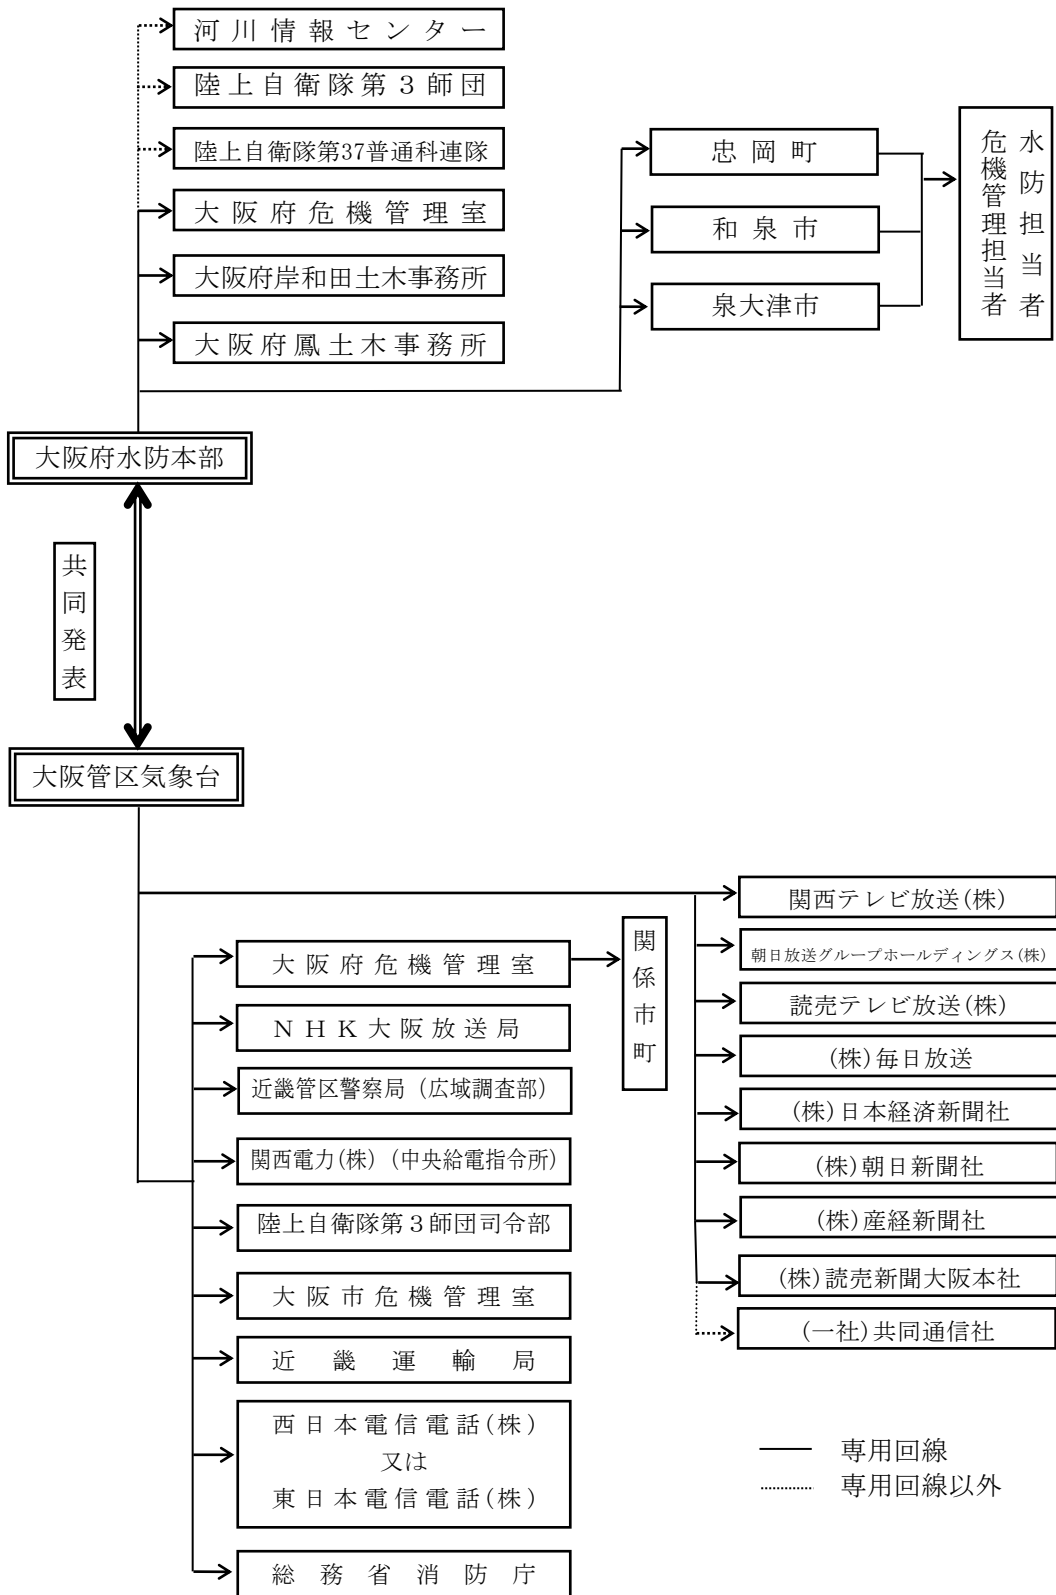 河川情報センター
陸上自衛隊第３師団
陸上自衛隊第37普通科連隊
大阪府危機管理室
大阪府岸和田土木事務所
大阪府鳳土木事務所
忠岡町
和泉市
泉大津市
水防担当者
危機管理担当者
大阪府水防本部
共同発表
大阪管区気象台
関西テレビ放送(株)
朝日放送グループホールディングス(株)
読売テレビ放送(株)
(株)毎日放送
(株)日本経済新聞社
(株)朝日新聞社
(株)産経新聞社
(株)読売新聞大阪本社
(一社)共同通信社
大阪府危機管理室
関係市町
ＮＨＫ大阪放送局
近畿管区警察局（広域調査部）
関西電力(株)（中央給電指令所）
陸上自衛隊第３師団司令部
大阪市危機管理室
近畿運輸局
西日本電信電話(株)
又は
東日本電信電話(株)
総務省消防庁
専用回線
専用回線以外